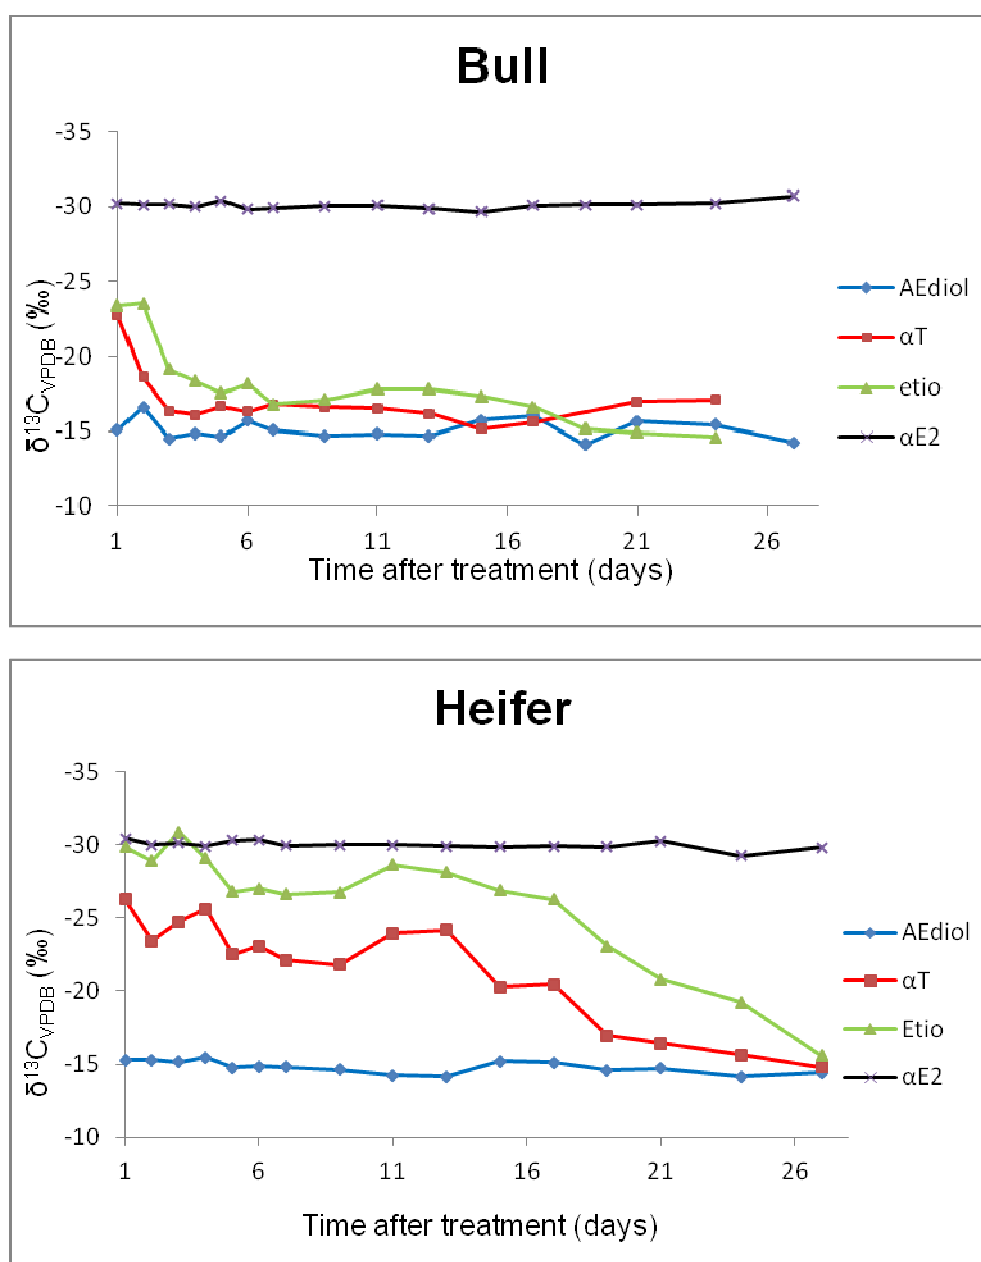 Bull
-35
-30
-25
-20
-15
-10
δ¹³C_VPDB (‰)
1 6 11 16 21 26
Time after treatment (days)
AEdiol
αT
etio
αE2
Heifer
-35
-30
-25
-20
-15
-10
δ¹³C_VPDB (‰)
1 6 11 16 21 26
Time after treatment (days)
AEdiol
αT
Etio
αE2